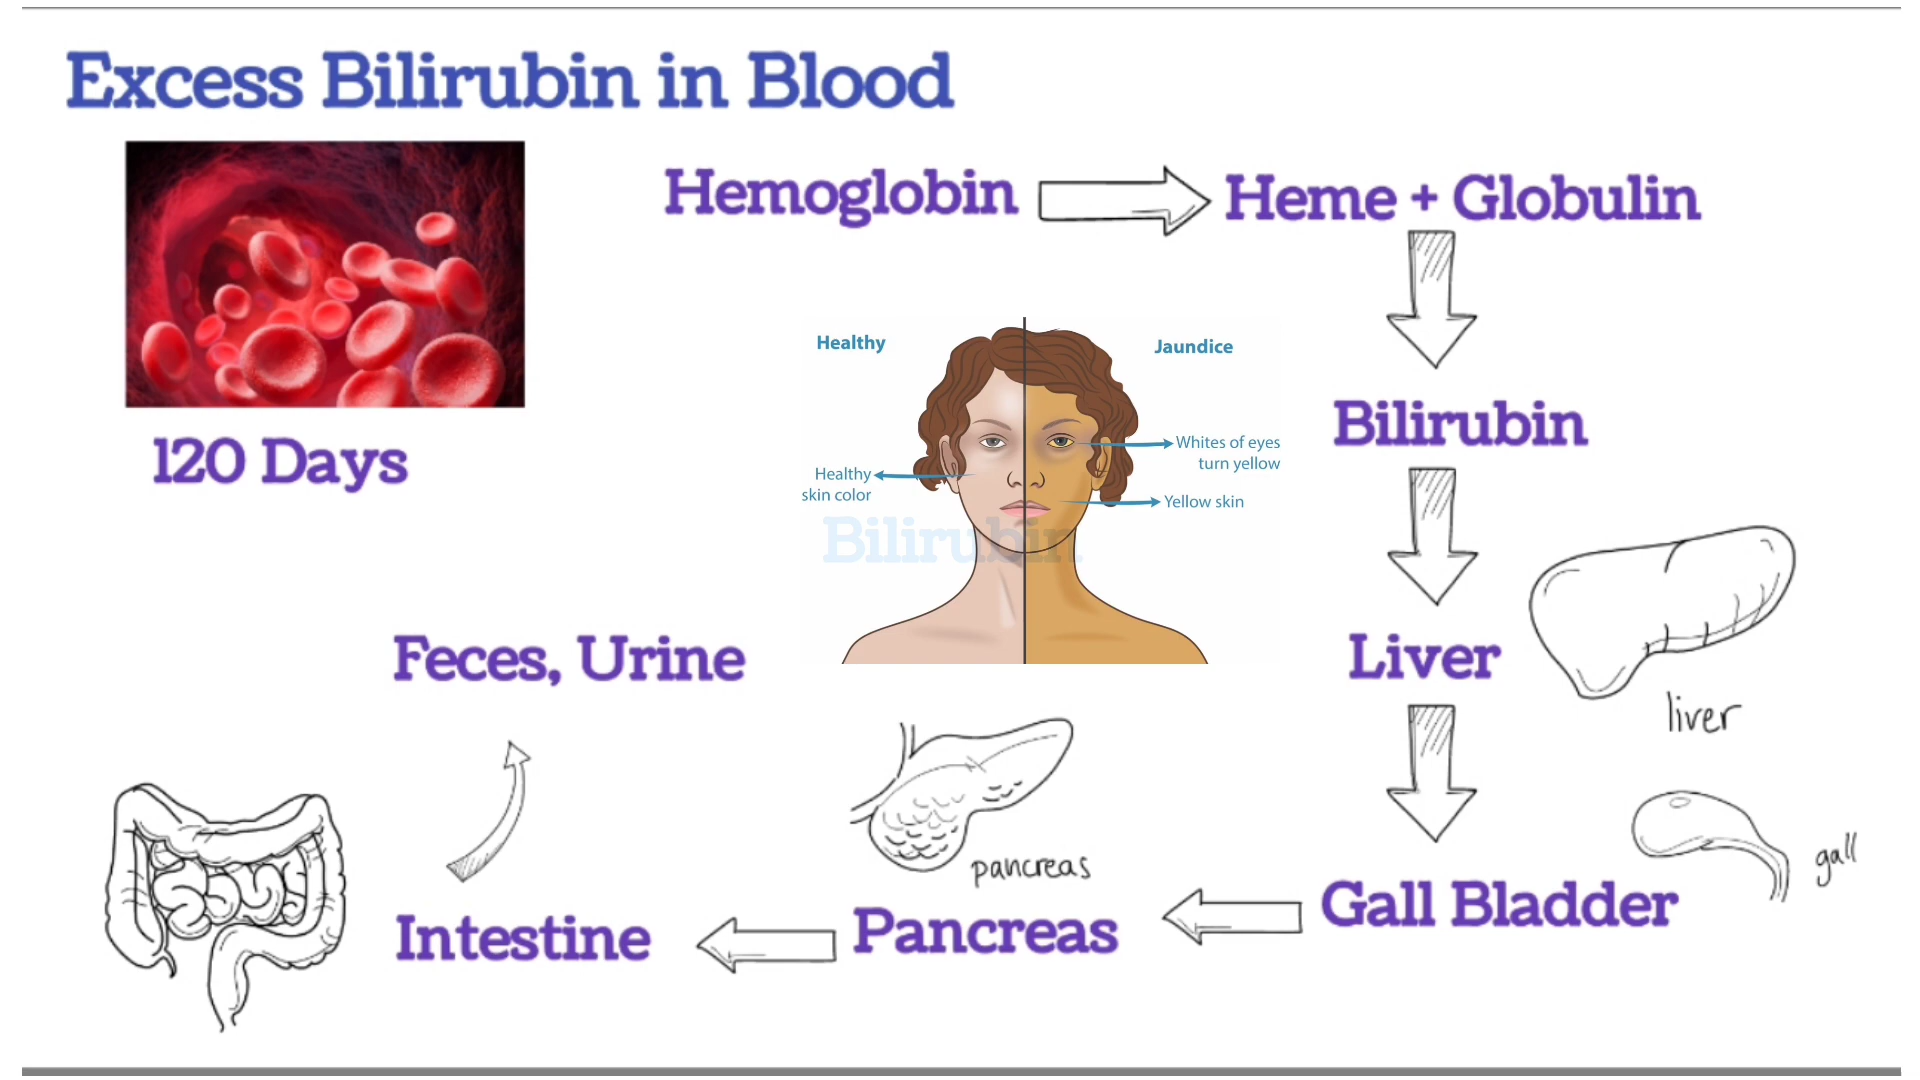 Excess Bilirubin in Blood
Hemoglobin
Heme + Globulin
120 Days
Healthy
Jaundice
Healthy
skin color
Whites of eyes
turn yellow
Yellow skin
Bilirubin
Bilirubin
Liver
liver
Gall Bladder
gall
Pancreas
pancreas
Intestine
Feces, Urine